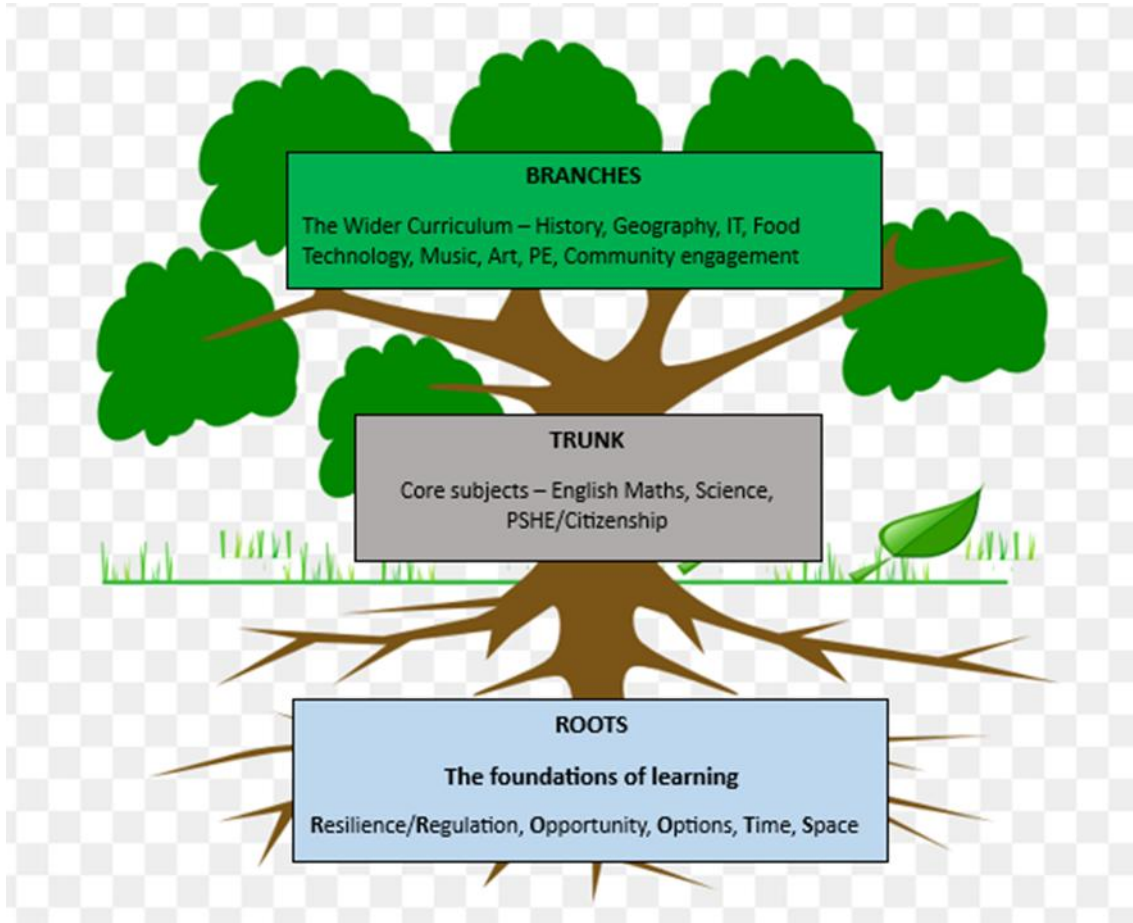 BRANCHES
The Wider Curriculum – History, Geography, IT, Food
Technology, Music, Art, PE, Community engagement
TRUNK
Core subjects – English Maths, Science,
PSHE/Citizenship
ROOTS
The foundations of learning
Resilience/Regulation, Opportunity, Options, Time, Space